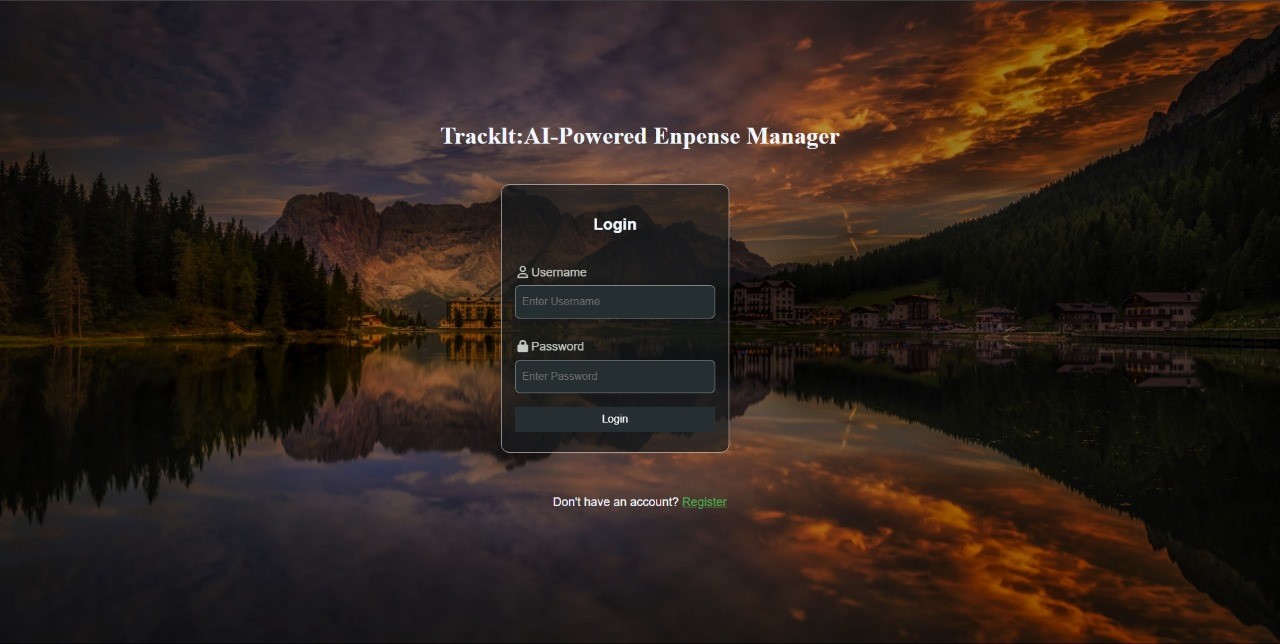 TrackIt:AI-Powered Enpense Manager
Login
Username
Enter Username
Password
Enter Password
Login
Don't have an account? Register